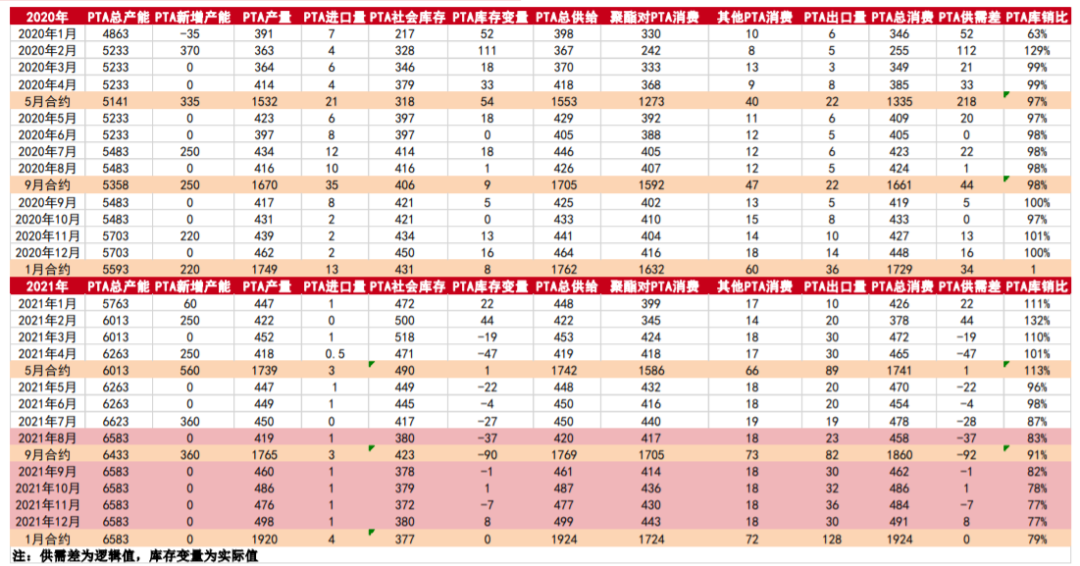 2020年 PTA总产能 PTA新增产能 PTA产量 PTA进口量 PTA社会库存 PTA库存变量 PTA总供给 聚酯对PTA消费 其他PTA消费 PTA出口量 PTA总消费 PTA供需差 PTA库销比
2020年1月 4863 -35 391 7 217 52 398 330 10 6 346 52 63%
2020年2月 5233 370 363 4 328 111 367 242 8 5 255 112 129%
2020年3月 5233 0 364 6 346 18 370 333 13 3 349 21 99%
2020年4月 5233 0 414 4 379 33 418 368 9 8 385 33 99%
5月合约 5141 335 1532 21 318 54 1553 1273 40 22 1335 218 97%
2020年5月 5233 0 423 6 397 18 429 392 11 6 409 20 97%
2020年6月 5233 0 397 8 397 0 405 388 12 5 405 0 98%
2020年7月 5483 250 434 12 414 18 446 405 12 6 423 22 98%
2020年8月 5483 0 416 10 416 1 426 407 12 5 424 1 98%
9月合约 5358 250 1670 35 406 9 1705 1592 47 22 1661 44 98%
2020年9月 5483 0 417 8 421 5 425 402 13 5 419 5 100%
2020年10月 5483 0 431 2 421 0 433 410 15 8 433 0 97%
2020年11月 5703 220 439 2 434 13 441 404 14 10 427 13 101%
2020年12月 5703 0 462 2 450 16 464 416 18 14 448 16 100%
1月合约 5593 220 1749 13 431 8 1762 1632 60 36 1729 34 1
2021年 PTA总产能 PTA新增产能 PTA产量 PTA进口量 PTA社会库存 PTA库存变量 PTA总供给 聚酯对PTA消费 其他PTA消费 PTA出口量 PTA总消费 PTA供需差 PTA库销比
2021年1月 5763 60 447 1 472 22 448 399 17 10 426 22 111%
2021年2月 6013 250 422 0 500 44 422 345 14 20 378 44 132%
2021年3月 6013 0 452 1 518 -19 453 424 18 30 472 -19 110%
2021年4月 6263 250 418 0.5 471 -47 419 418 17 30 465 -47 101%
5月合约 6013 560 1739 3 490 1 1742 1586 66 89 1741 1 113%
2021年5月 6263 0 447 1 449 -22 448 432 18 20 470 -22 96%
2021年6月 6263 0 449 1 445 -4 450 416 18 20 454 -4 98%
2021年7月 6623 360 450 0 417 -27 450 440 19 19 478 -28 87%
2021年8月 6583 0 419 1 380 -37 420 417 18 23 458 -37 83%
9月合约 6433 360 1765 3 423 -90 1769 1705 73 82 1860 -92 91%
2021年9月 6583 0 460 1 378 -1 461 414 18 30 462 -1 82%
2021年10月 6583 0 486 1 379 1 487 436 18 32 486 1 78%
2021年11月 6583 0 476 1 372 -7 477 430 18 36 484 -7 77%
2021年12月 6583 0 498 1 380 8 499 443 18 30 491 8 77%
1月合约 6583 0 1920 4 377 0 1924 1724 72 128 1924 0 79%
注: 供需差为逻辑值，库存变量为实际值